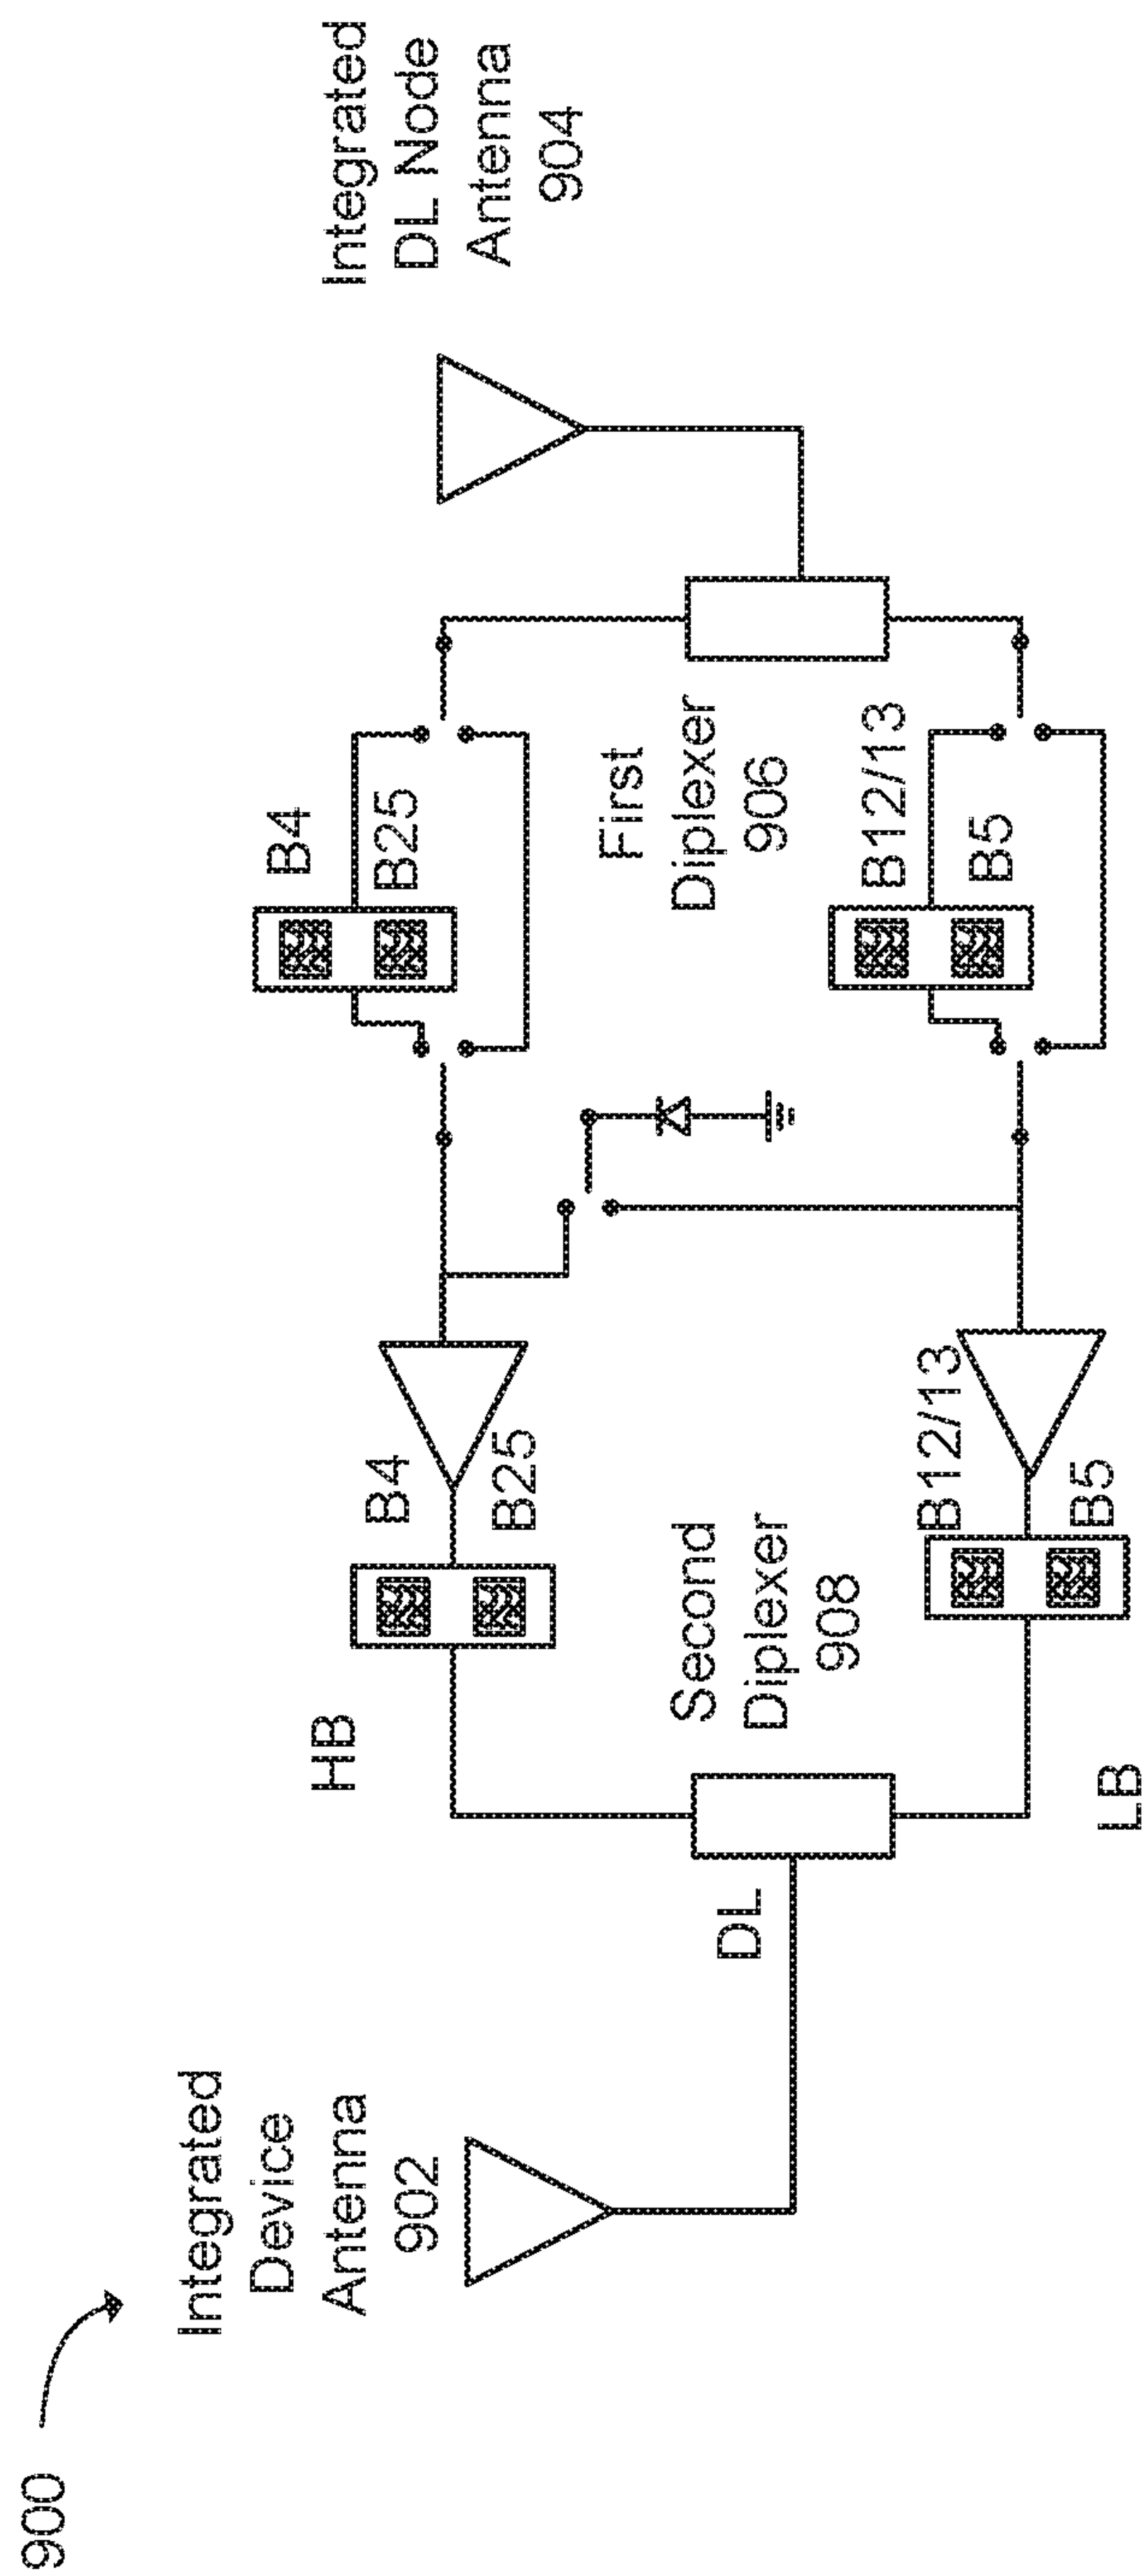 900
Integrated
Device
Antenna
902
DL
HB
LB
Second
Diplexer
908
B4
B25
B12/13
B5
B4
B25
First
Diplexer
906
B12/13
B5
Integrated
DL Node
Antenna
904